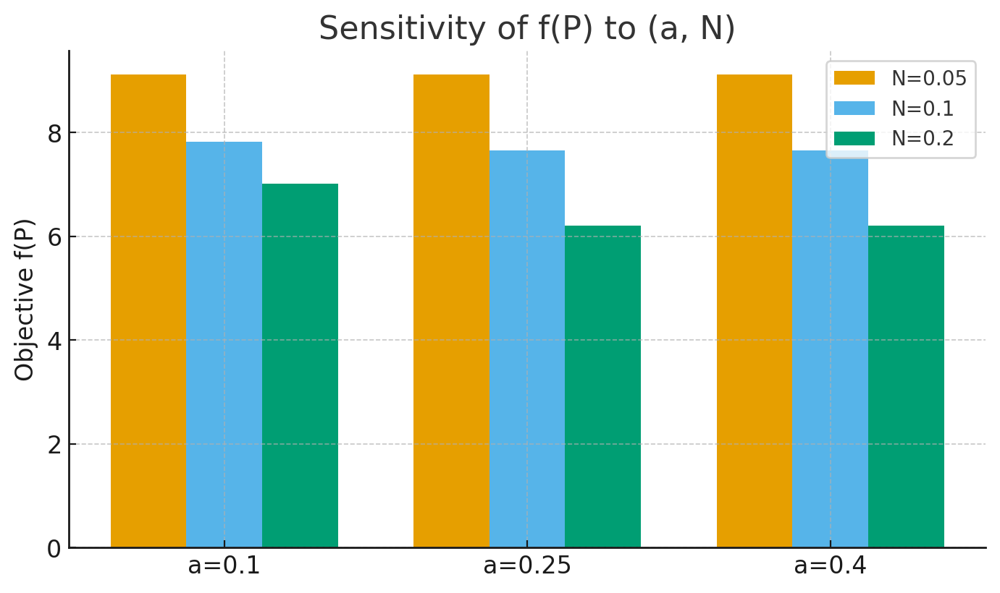 Sensitivity of f(P) to (a, N)
N=0.05
N=0.1
N=0.2
Objective f(P)
8
6
4
2
0
a=0.1
a=0.25
a=0.4